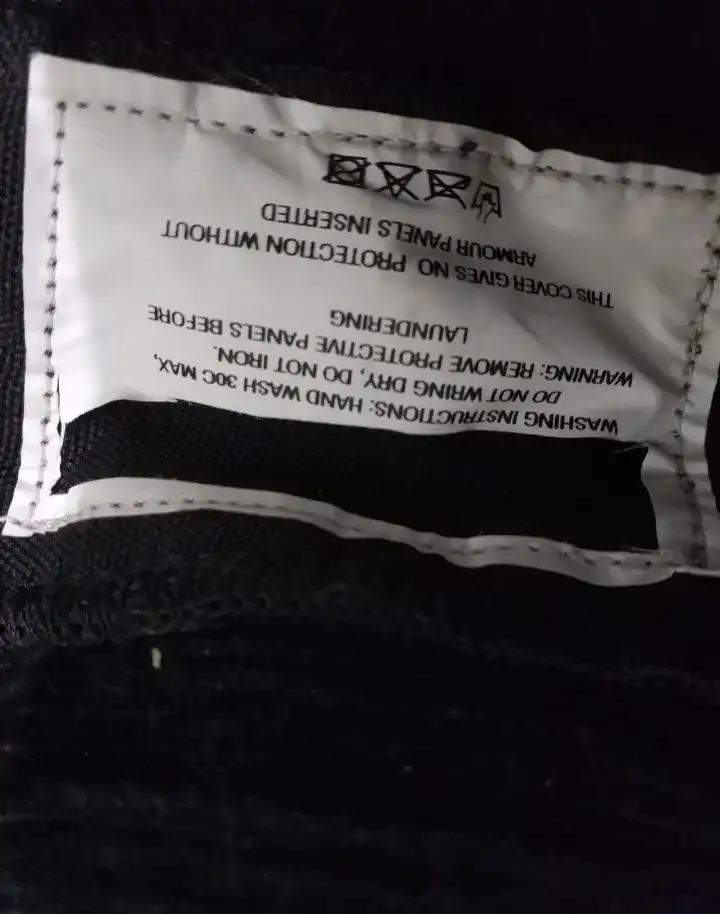 WASHING INSTRUCTIONS: HAND WASH 30C MAX,
DO NOT WRING DRY, DO NOT IRON.
WARNING: REMOVE PROTECTIVE PANELS BEFORE
LAUNDERING
THIS COVER GIVES NO PROTECTION WITHOUT
ARMOUR PANELS INSERTED